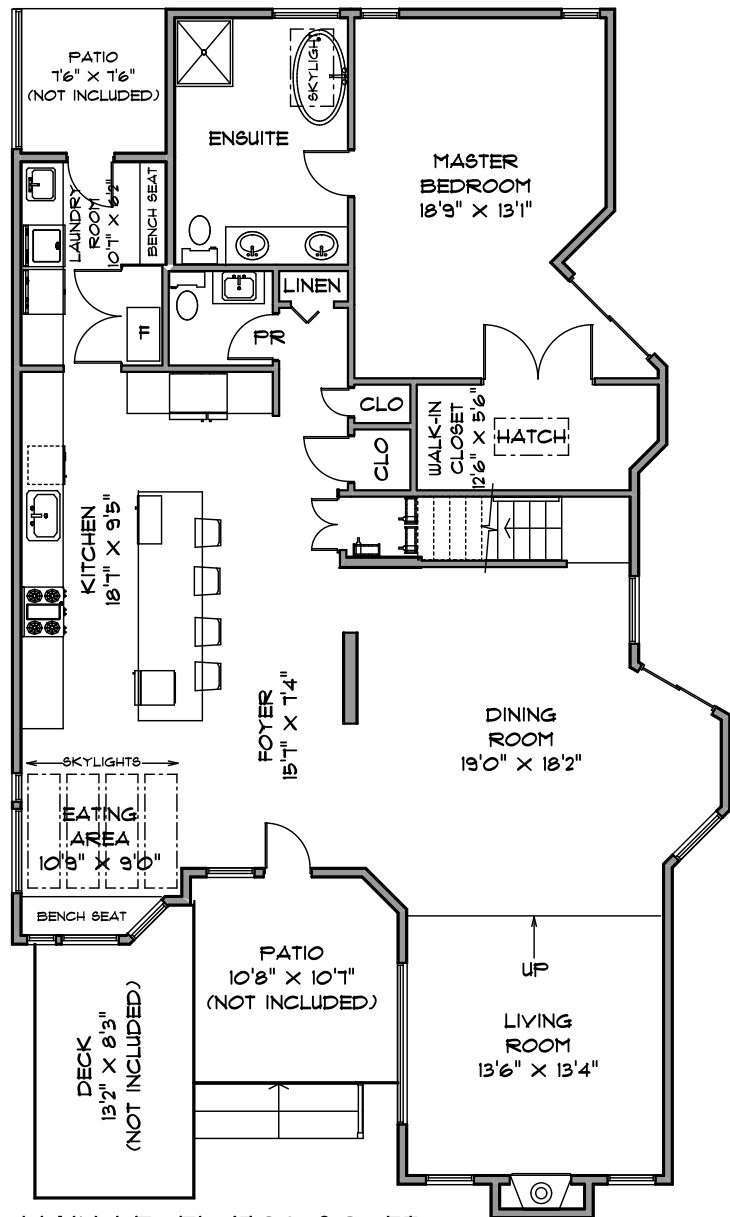 PATIO
7'6" X 7'6"
(NOT INCLUDED)
SKYLIGHT
ENSUITE
MASTER
BEDROOM
18'9" X 13'1"
LAUNDRY
ROOM
10'7" X 6'2"
BENCH SEAT
F
LINEN
PR
CLO
CLO
WALK-IN
CLOSET
12'6" X 5'6"
HATCH
KITCHEN
18'7" X 9'5"
FOYER
15'7" X 7'4"
DINING
ROOM
19'0" X 18'2"
SKYLIGHTS
EATING
AREA
10'8" X 9'0"
BENCH SEAT
PATIO
10'8" X 10'7"
(NOT INCLUDED)
UP
DECK
13'2" X 8'3"
(NOT INCLUDED)
LIVING
ROOM
13'6" X 13'4"